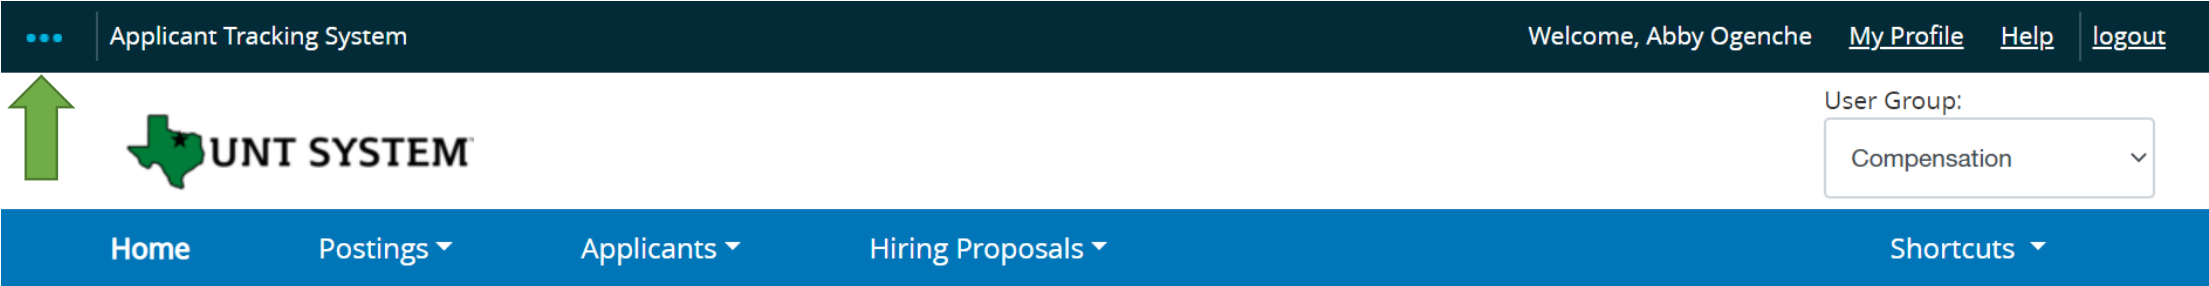 Applicant Tracking System
Welcome, Abby Ogenche My Profile Help logout
User Group:
UNT SYSTEM
Compensation
Home Postings Applicants Hiring Proposals Shortcuts